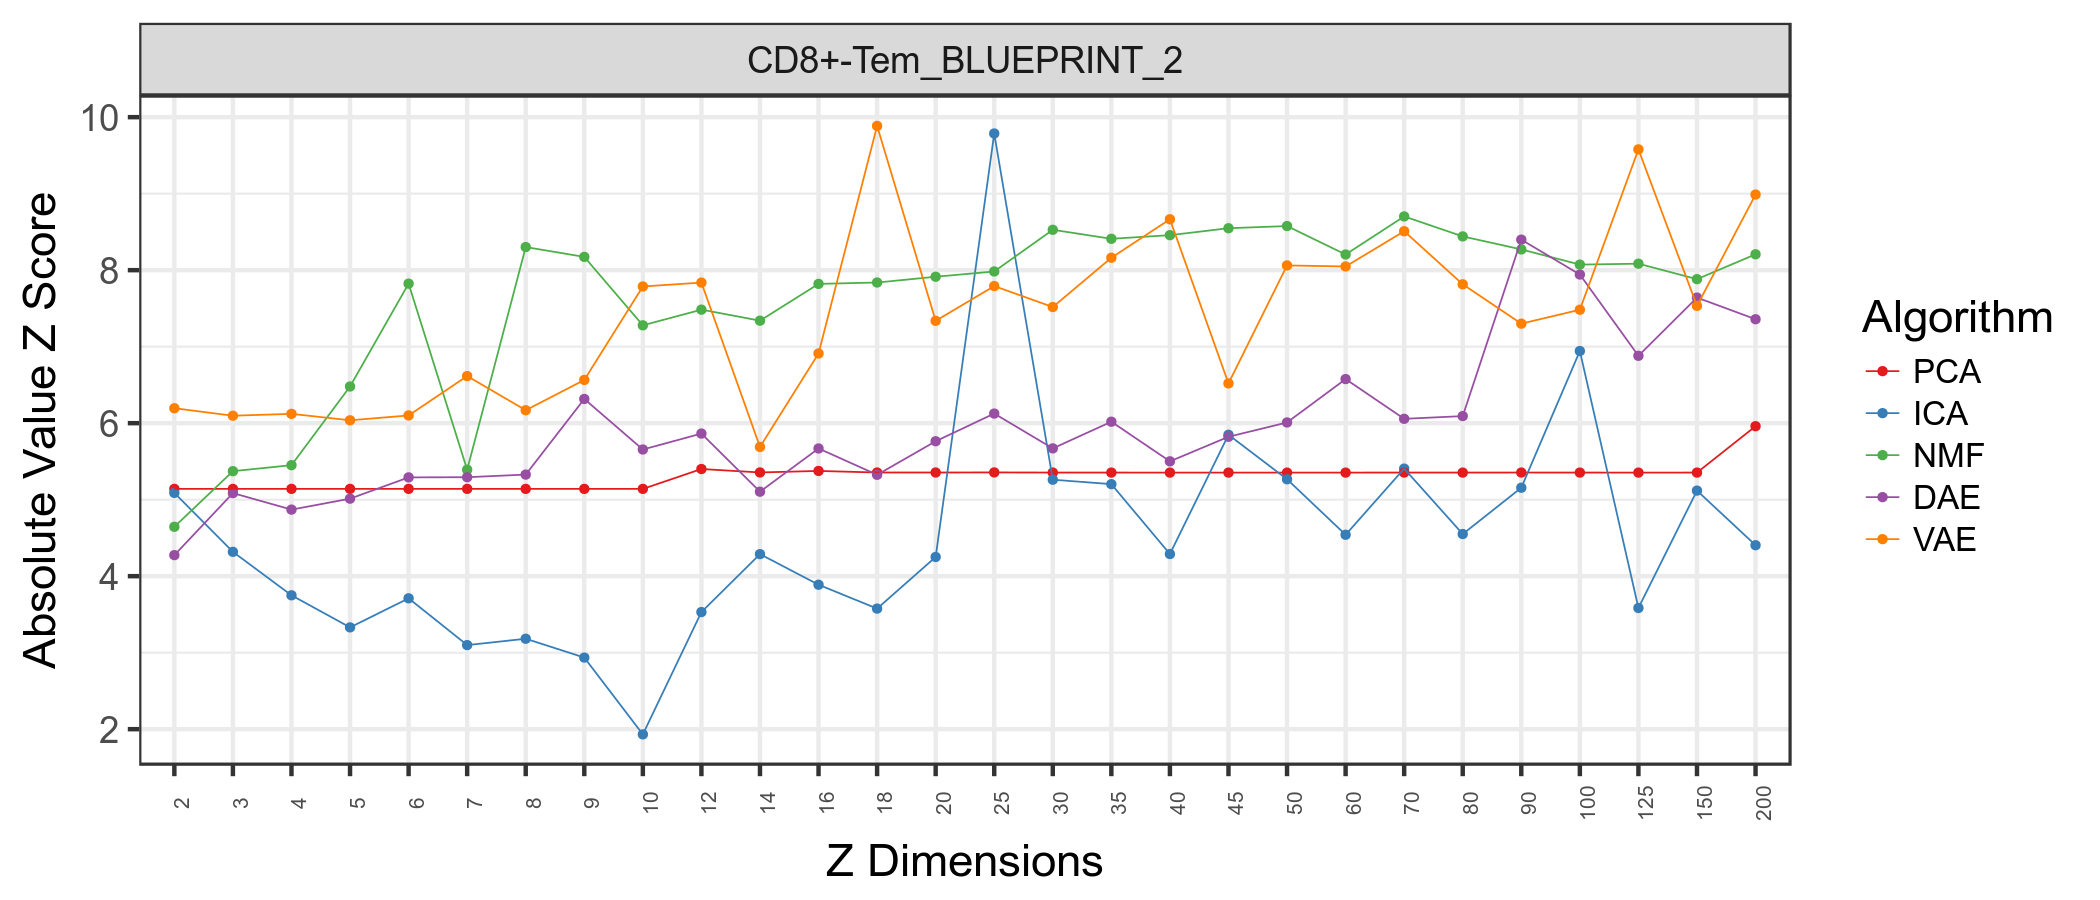 CD8+-Tem_BLUEPRINT_2
Absolute Value Z Score
10
8
6
4
2
2 3 4 5 6 7 8 9 10 12 14 16 18 20 25 30 35 40 45 50 60 70 80 90 100 125 150 200
Z Dimensions
Algorithm
PCA
ICA
NMF
DAE
VAE